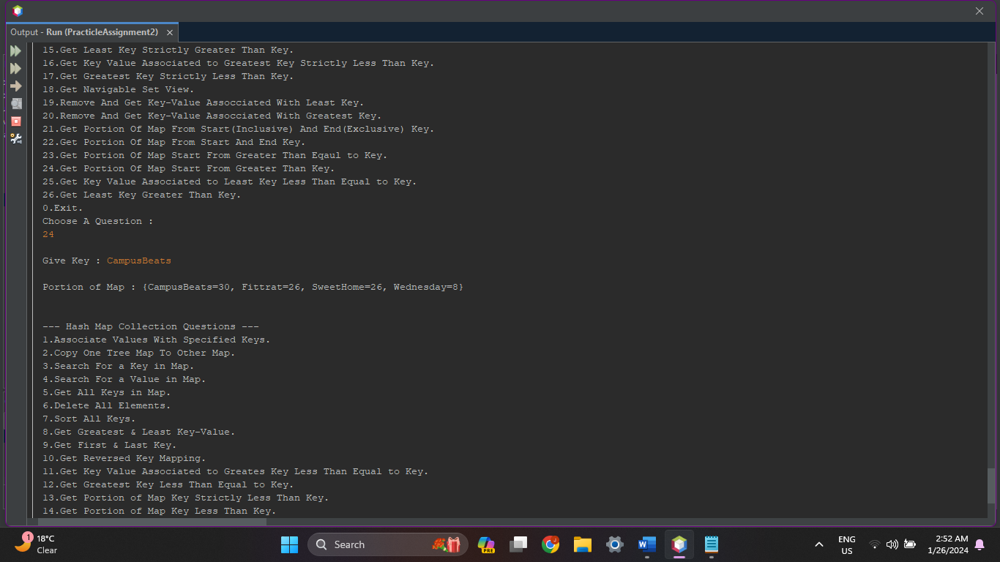 Output - Run (PracticleAssignment2) ×
15.Get Least Key Strictly Greater Than Key.
16.Get Key Value Associated to Greatest Key Strictly Less Than Key.
17.Get Greatest Key Strictly Less Than Key.
18.Get Navigable Set View.
19.Remove And Get Key-Value Assocciated With Least Key.
20.Remove And Get Key-Value Assocciated With Greatest Key.
21.Get Portion Of Map From Start(Inclusive) And End(Exclusive) Key.
22.Get Portion Of Map From Start And End Key.
23.Get Portion Of Map Start From Greater Than Eqaul to Key.
24.Get Portion Of Map Start From Greater Than Key.
25.Get Key Value Associated to Least Key Less Than Equal to Key.
26.Get Least Key Greater Than Key.
0.Exit.
Choose A Question :
24
Give Key : CampusBeats
Portion of Map : {CampusBeats=30, Fittrat=26, SweetHome=26, Wednesday=8}
--- Hash Map Collection Questions ---
1.Associate Values With Specified Keys.
2.Copy One Tree Map To Other Map.
3.Search For a Key in Map.
4.Search For a Value in Map.
5.Get All Keys in Map.
6.Delete All Elements.
7.Sort All Keys.
8.Get Greatest & Least Key-Value.
9.Get First & Last Key.
10.Get Reversed Key Mapping.
11.Get Key Value Associated to Greates Key Less Than Equal to Key.
12.Get Greatest Key Less Than Equal to Key.
13.Get Portion of Map Key Strictly Less Than Key.
14.Get Portion of Map Key Less Than Key.
1
18°C
Clear
Search
PRE
W
ENG
US
2:52 AM
1/26/2024